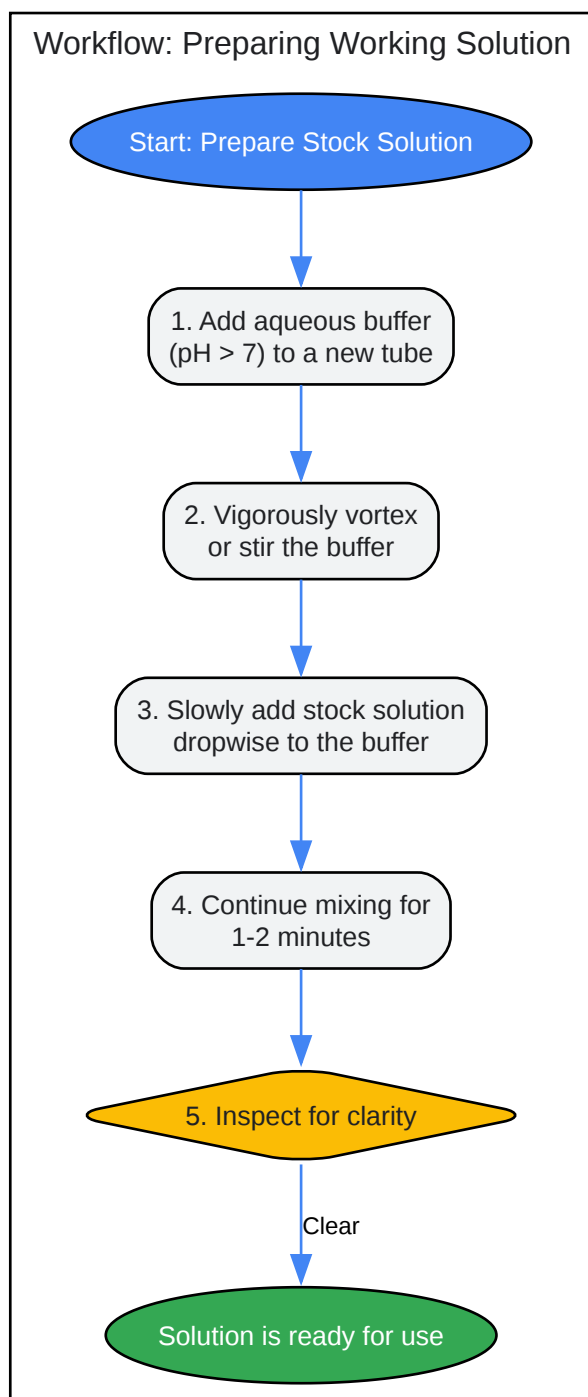 Workflow: Preparing Working Solution
Start: Prepare Stock Solution
1. Add aqueous buffer
(pH > 7) to a new tube
2. Vigorously vortex
or stir the buffer
3. Slowly add stock solution
dropwise to the buffer
4. Continue mixing for
1-2 minutes
5. Inspect for clarity
Clear
Solution is ready for use